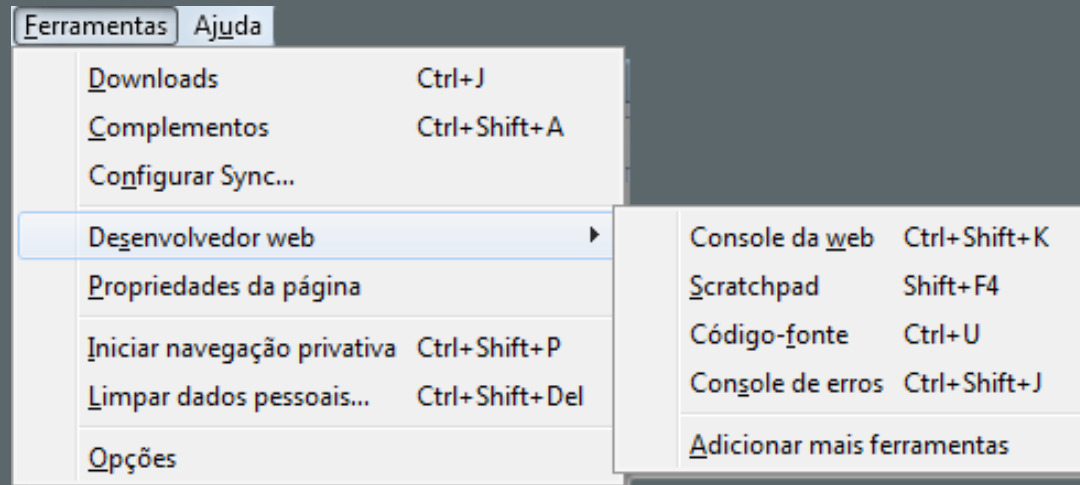 Ferramentas Ajuda
Downloads Ctrl+J
Complementos Ctrl+Shift+A
Configurar Sync...
Desenvolvedor web
Propriedades da página
Iniciar navegação privativa Ctrl+Shift+P
Limpar dados pessoais... Ctrl+Shift+Del
Opções
Console da web Ctrl+Shift+K
Scratchpad Shift+F4
Código-fonte Ctrl+U
Console de erros Ctrl+Shift+J
Adicionar mais ferramentas